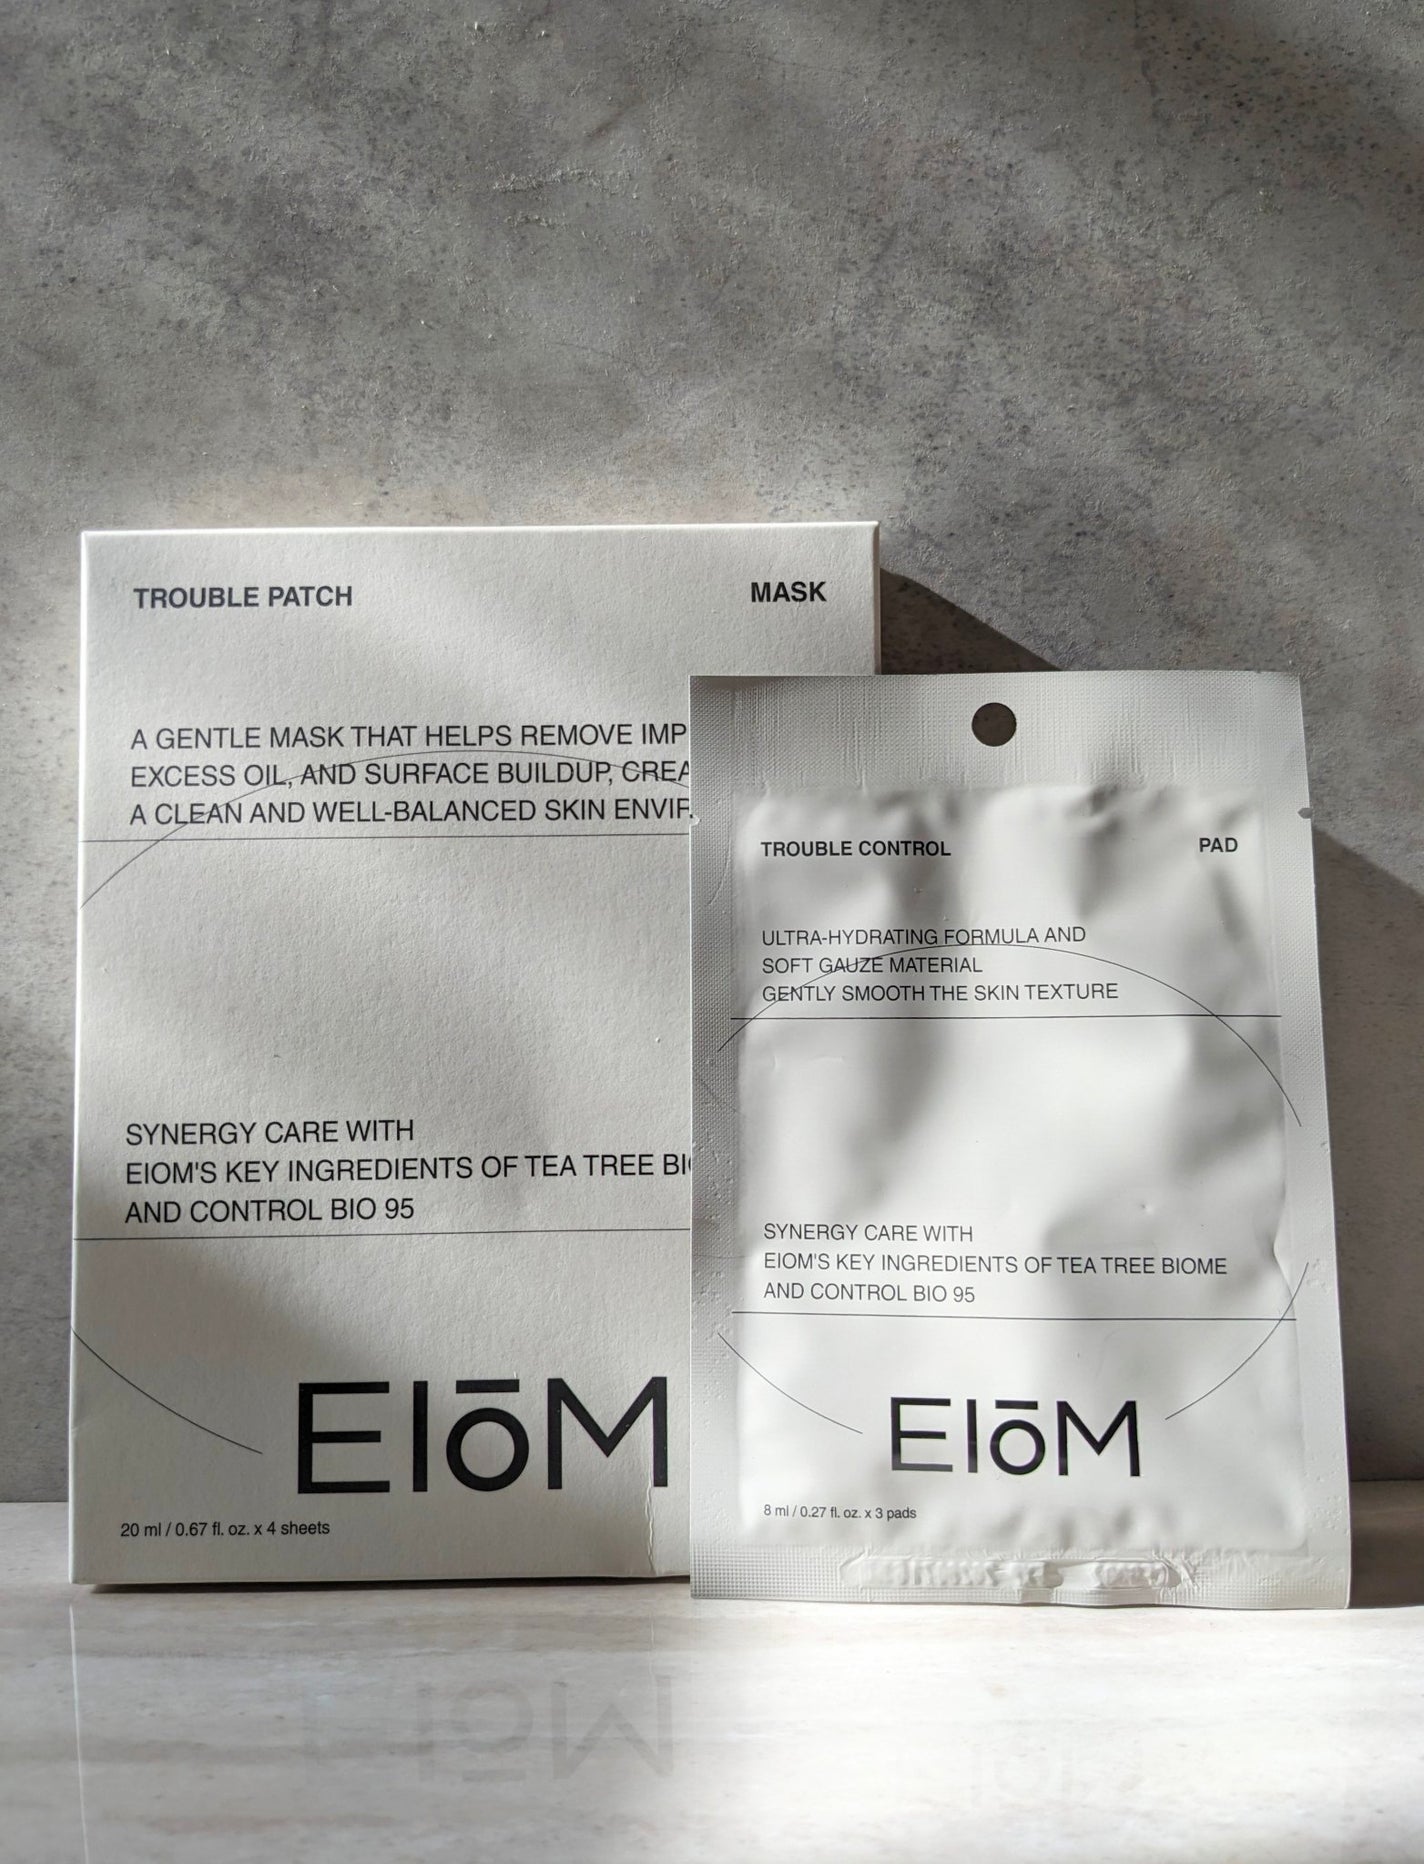 TROUBLE PATCH MASK
A GENTLE MASK THAT HELPS REMOVE IMP
EXCESS OIL, AND SURFACE BUILDUP, CREA
A CLEAN AND WELL-BALANCED SKIN ENVIR
SYNERGY CARE WITH
EIOM'S KEY INGREDIENTS OF TEA TREE BIO
AND CONTROL BIO 95
EIōM
20 ml / 0.67 fl. oz. x 4 sheets
TROUBLE CONTROL PAD
ULTRA-HYDRATING FORMULA AND
SOFT GAUZE MATERIAL
GENTLY SMOOTH THE SKIN TEXTURE
SYNERGY CARE WITH
EIOM'S KEY INGREDIENTS OF TEA TREE BIOME
AND CONTROL BIO 95
EIōM
8 ml / 0.27 fl. oz. x 3 pads